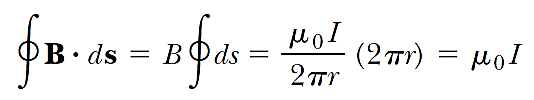 ∮ B · ds = B ∮ ds = μ₀I / 2πr (2πr) = μ₀I